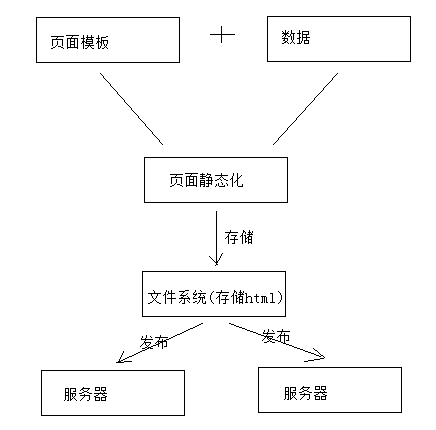 页面模板
+
数据
页面静态化
存储
文件系统(存储html)
发布
发布
服务器
服务器